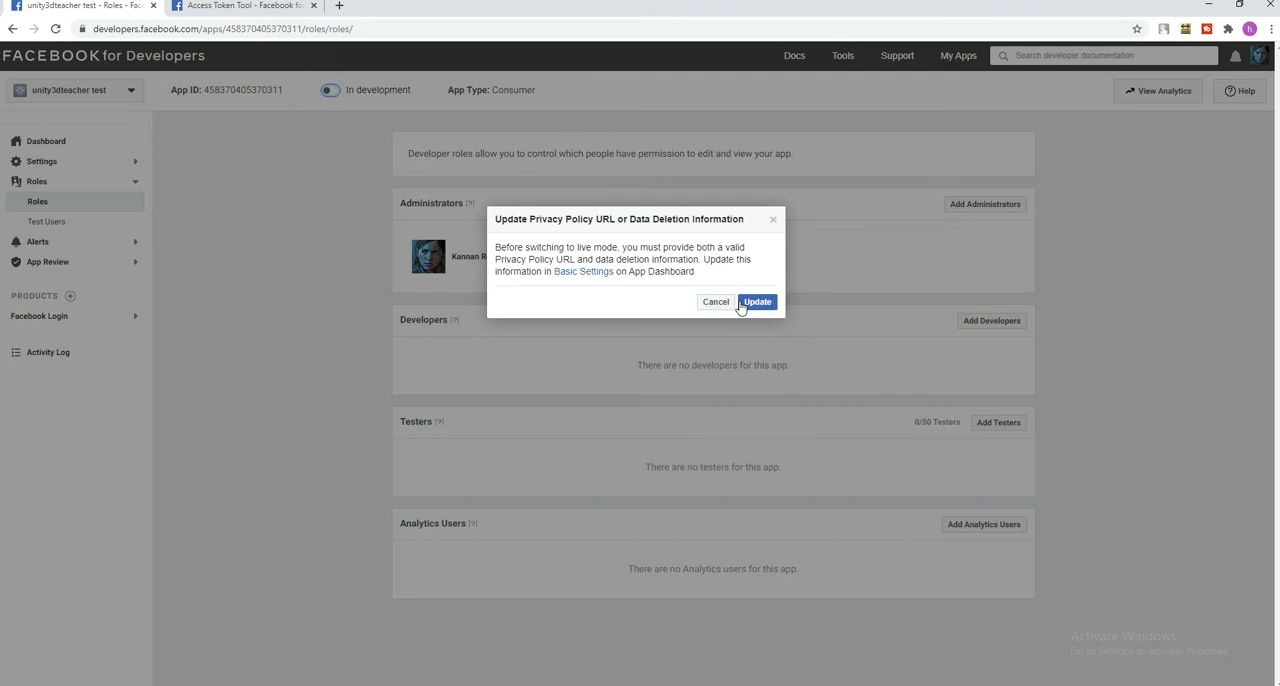 unity3dteacher test - Roles - Fac
Access Token Tool - Facebook fo
developers.facebook.com/apps/458370405370311/roles/roles/
h
FACEBOOK for Developers
Docs
Tools
Support
My Apps
Search developer documentation
unity3dteacher test
App ID: 458370405370311
In development
App Type: Consumer
View Analytics
Help
Dashboard
Settings
Roles
Roles
Test Users
Alerts
App Review
PRODUCTS
Facebook Login
Activity Log
Developer roles allow you to control which people have permission to edit and view your app.
Administrators [?]
Add Administrators
Kannan R
Update Privacy Policy URL or Data Deletion Information
Before switching to live mode, you must provide both a valid
Privacy Policy URL and data deletion information. Update this
information in Basic Settings on App Dashboard
Cancel
Update
Developers [?]
Add Developers
There are no developers for this app.
Testers [?]
0/50 Testers
Add Testers
There are no testers for this app.
Analytics Users [?]
Add Analytics Users
There are no Analytics users for this app.
Activate Windows
Go to Settings to activate Windows.